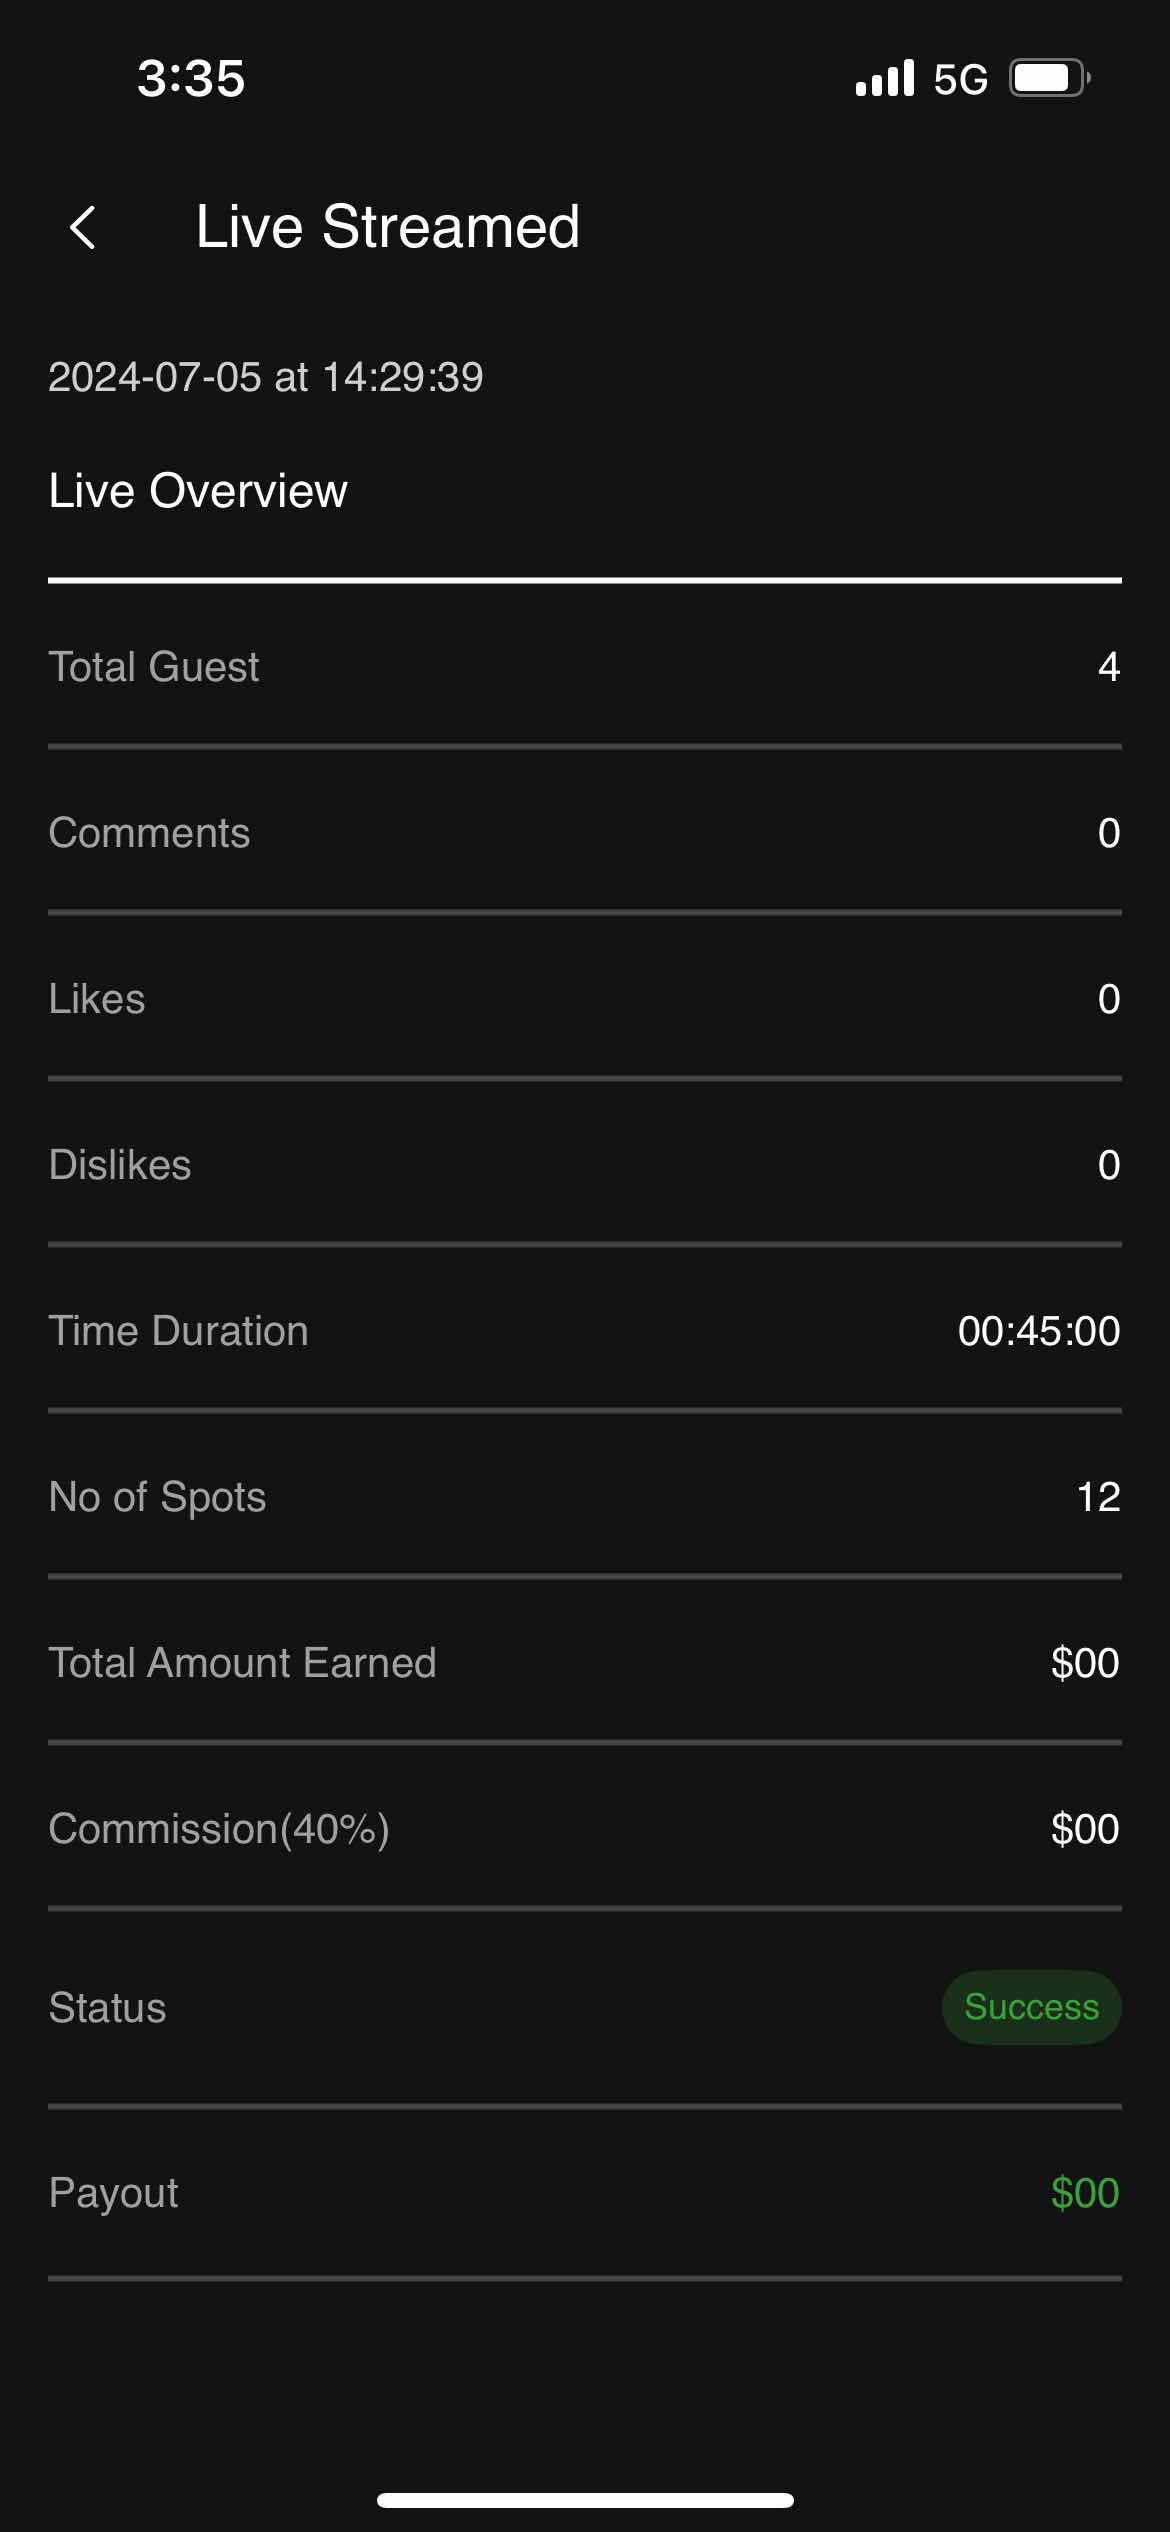 3:35 5G
Live Streamed
2024-07-05 at 14:29:39
Live Overview
Total Guest 4
Comments 0
Likes 0
Dislikes 0
Time Duration 00:45:00
No of Spots 12
Total Amount Earned $00
Commission(40%) $00
Status Success
Payout $00